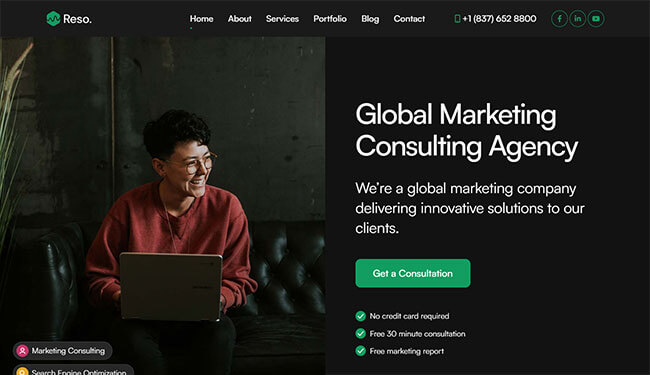 Reso.
Home About Services Portfolio Blog Contact
+1 (837) 652 8800
Global Marketing
Consulting Agency
We're a global marketing company
delivering innovative solutions to our
clients.
Get a Consultation
No credit card required
Free 30 minute consultation
Free marketing report
Marketing Consulting
Search Engine Optimization